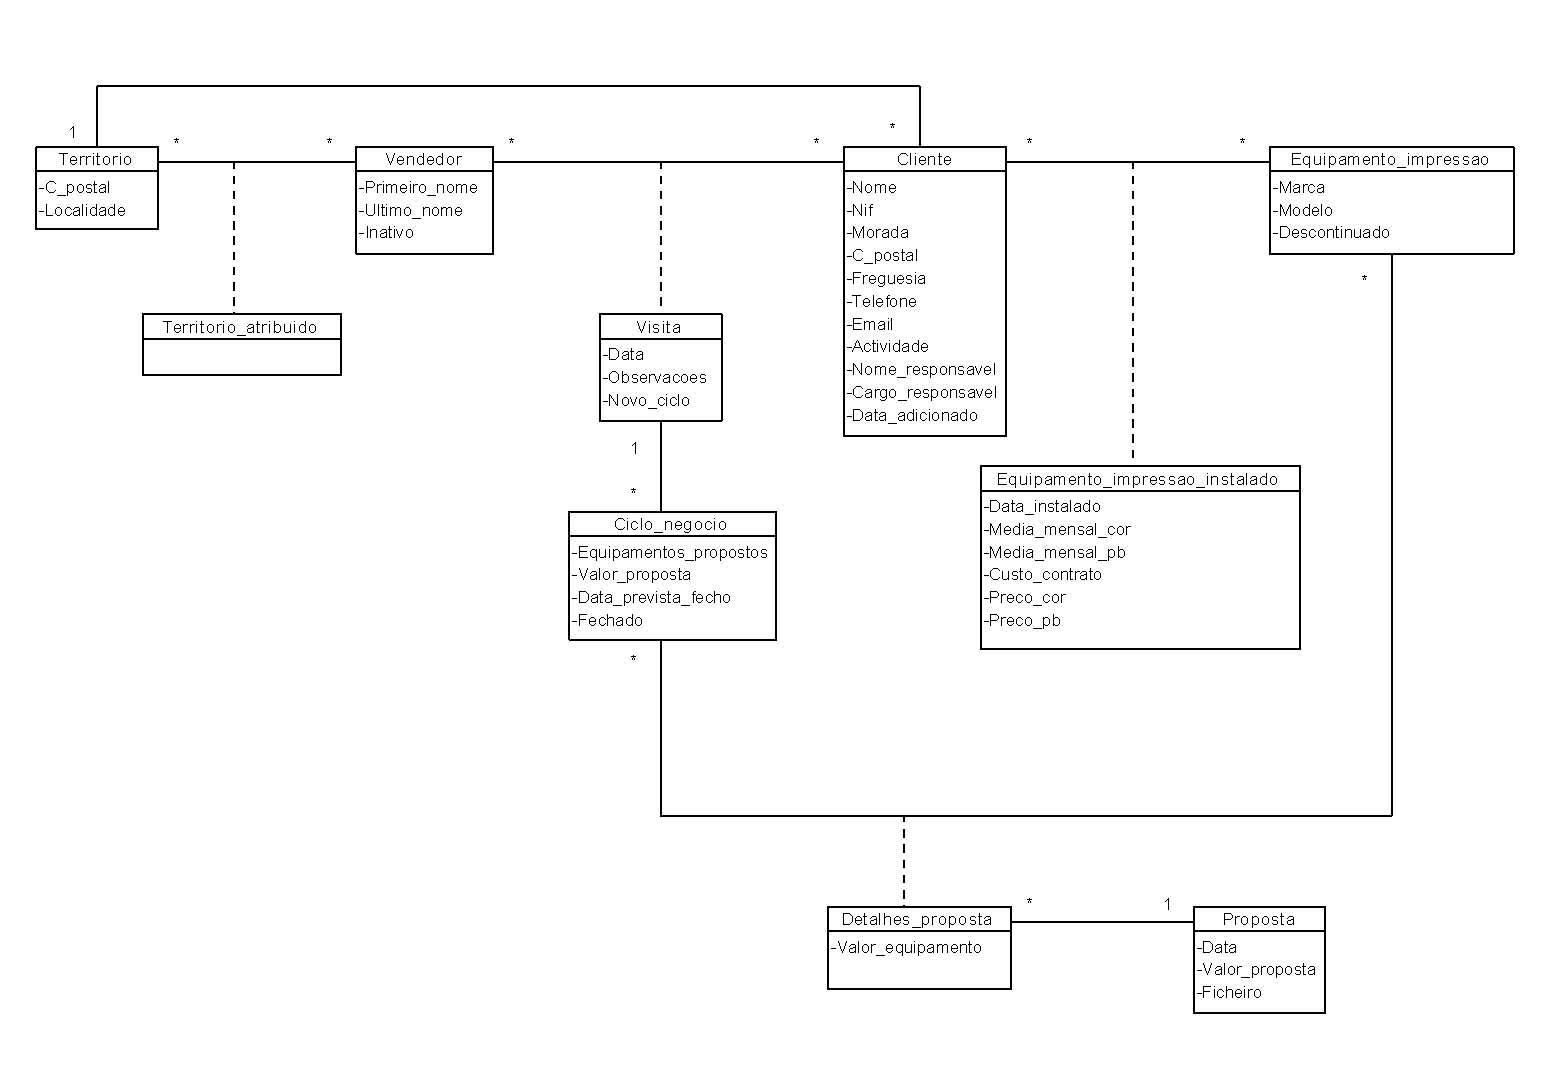 1
*
*
*
*
*
*
*
Territorio
-C_postal
-Localidade
Vendedor
-Primeiro_nome
-Ultimo_nome
-Inativo
Cliente
-Nome
-Nif
-Morada
-C_postal
-Freguesia
-Telefone
-Email
-Actividade
-Nome_responsavel
-Cargo_responsavel
-Data_adicionado
Equipamento_impressao
-Marca
-Modelo
-Descontinuado
*
Territorio_atribuido
Visita
-Data
-Observacoes
-Novo_ciclo
1
*
Equipamento_impressao_instalado
-Data_instalado
-Media_mensal_cor
-Media_mensal_pb
-Custo_contrato
-Preco_cor
-Preco_pb
Ciclo_negocio
-Equipamentos_propostos
-Valor_proposta
-Data_prevista_fecho
-Fechado
*
Detalhes_proposta
-Valor_equipamento
*
1
Proposta
-Data
-Valor_proposta
-Ficheiro